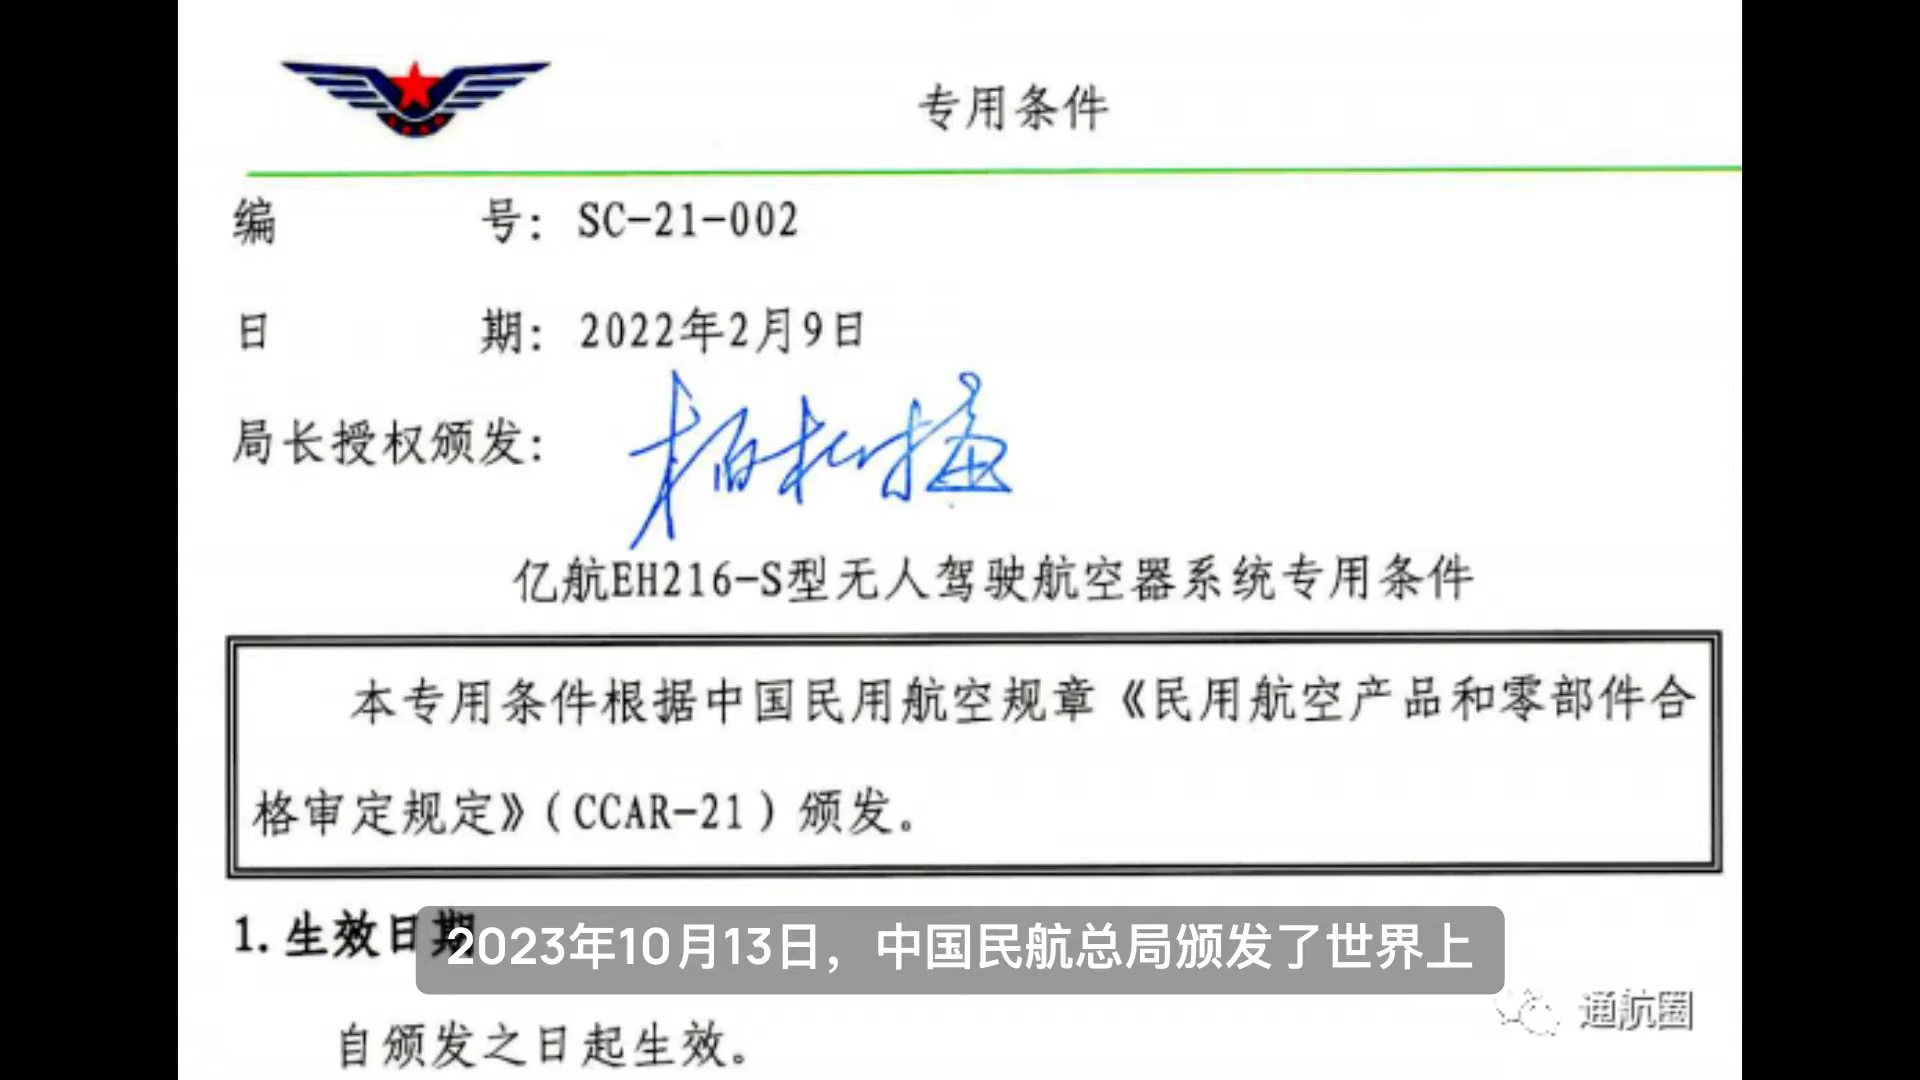 专用条件
编 号: SC-21-002
日 期: 2022年2月9日
局长授权颁发:
亿航EH216-S型无人驾驶航空器系统专用条件
本专用条件根据中国民用航空规章《民用航空产品和零部件合
格审定规定》(CCAR-21)颁发。
1.生效日期
2023年10月13日，中国民航总局颁发了世界上
通航圈
自颁发之日起生效。